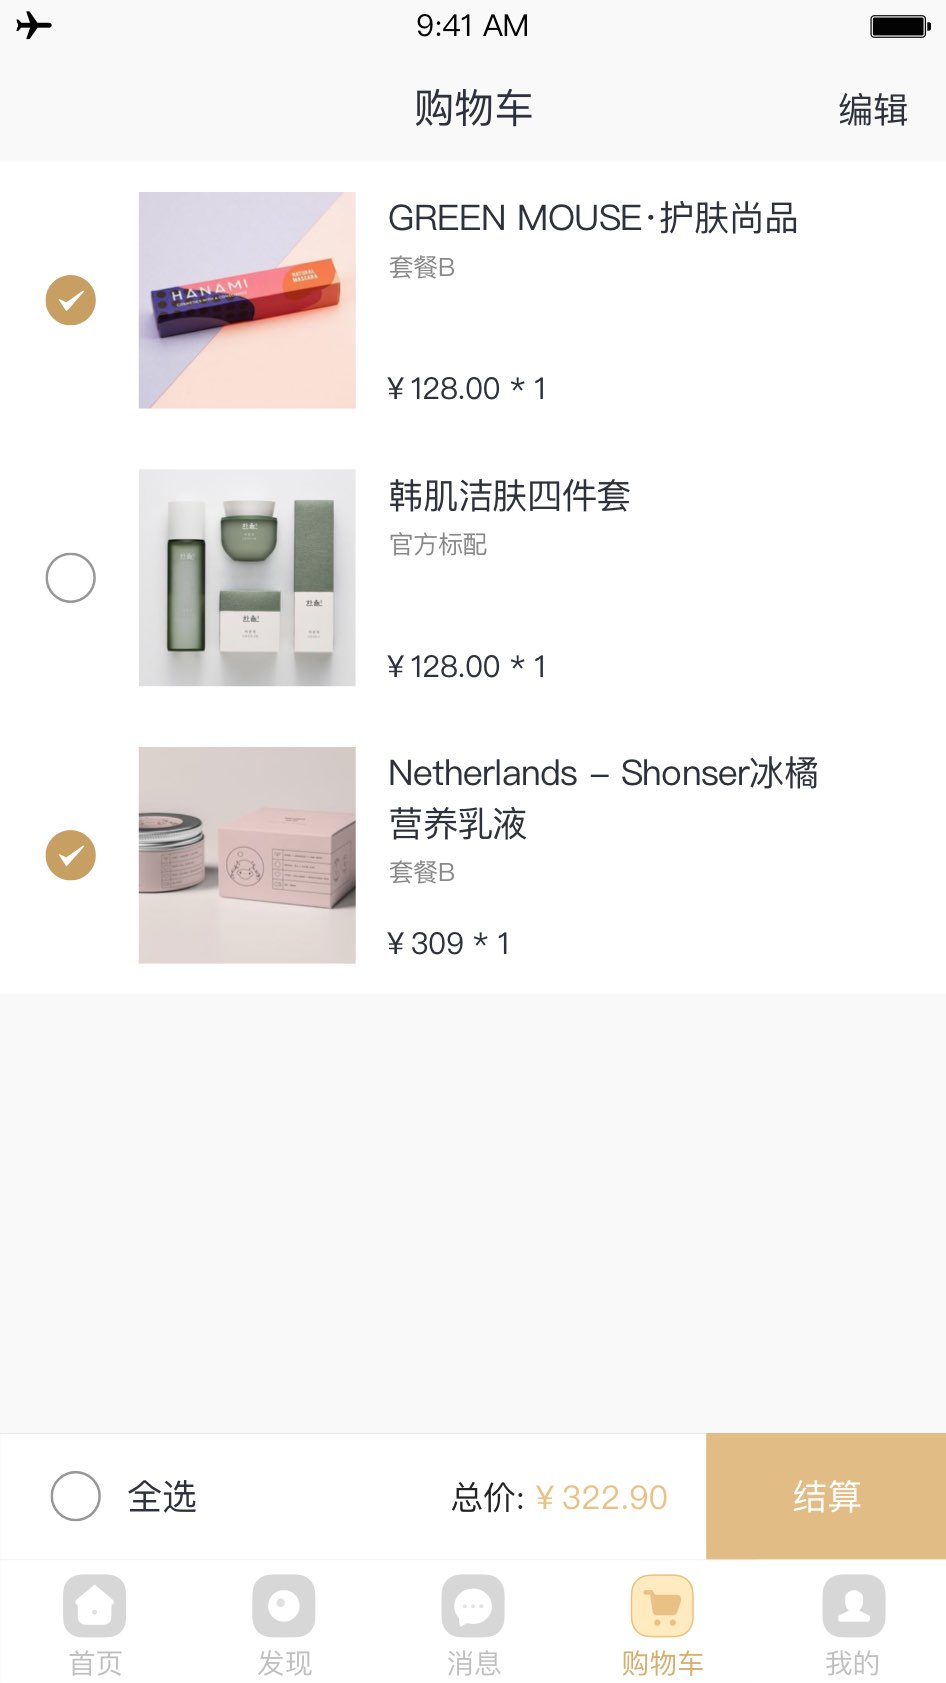 9:41 AM
购物车
编辑
GREEN MOUSE·护肤尚品
套餐B
HANAMI
NATURAL
MASCARA
¥ 128.00 * 1
韩肌洁肤四件套
官方标配
¥ 128.00 * 1
Netherlands – Shonser冰橘
营养乳液
套餐B
¥ 309 * 1
全选
总价: ¥ 322.90
结算
首页
发现
消息
购物车
我的